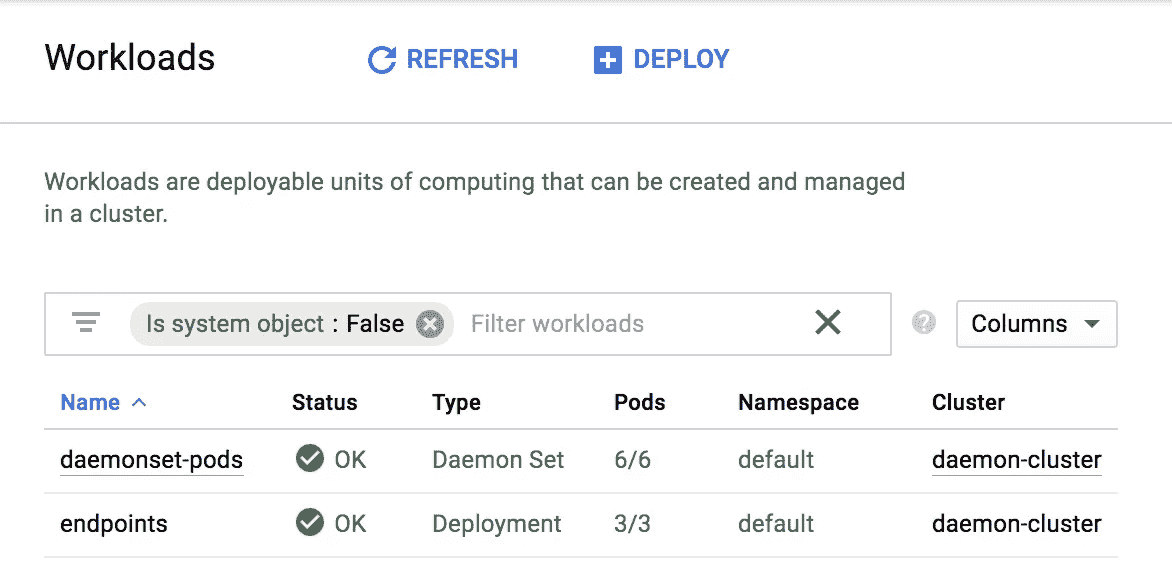 Workloads REFRESH DEPLOY
Workloads are deployable units of computing that can be created and managed
in a cluster.
Is system object : False Filter workloads ? Columns
Name Status Type Pods Namespace Cluster
daemonset-pods OK Daemon Set 6/6 default daemon-cluster
endpoints OK Deployment 3/3 default daemon-cluster